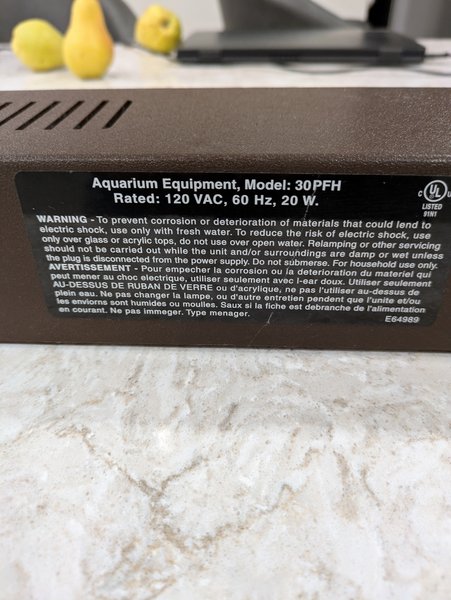 Aquarium Equipment, Model: 30PFH
Rated: 120 VAC, 60 Hz, 20 W.
WARNING - To prevent corrosion or deterioration of materials that could lend to
electric shock, use only with fresh water. To reduce the risk of electric shock, use
only over glass or acrylic tops, do not use over open water. Relamping or other servicing
should not be carried out while the unit and/or surroundings are damp or wet unless
the plug is disconnected from the power supply. Do not submerse. For household use only.
AVERTISSEMENT - Pour empecher la corrosion ou la deterioration du materiel qui
peut mener au choc electrique, utiliser seulement avec l-ear doux. Utiliser seulement
AU-DESSUS DE RUBAN DE VERRE ou d'acrylique, ne pas l'utiliser au-dessus de
plein eau. Ne pas changer la lampe, ou d'autre entretien pendant que l'unite et/ou
les enviorns sont humides ou moulles. Saux si la fiche est debranche de l'alimentation
en courant. Ne pas immeger. Type menager.
E64989
C UL U
LISTED
91N1